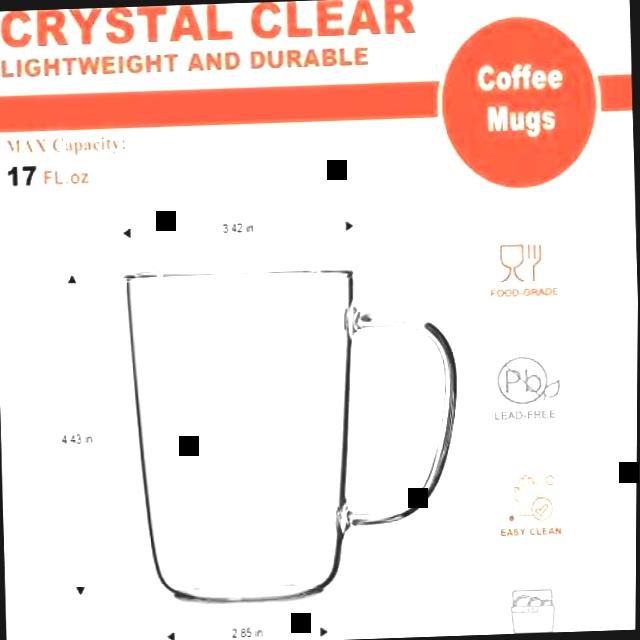 CRYSTAL CLEAR
LIGHTWEIGHT AND DURABLE
Coffee
Mugs
MAX Capacity:
17 FL.oz
3.42 in
FOOD-GRADE
Pb
LEAD-FREE
4.43 in
EASY CLEAN
2.85 in